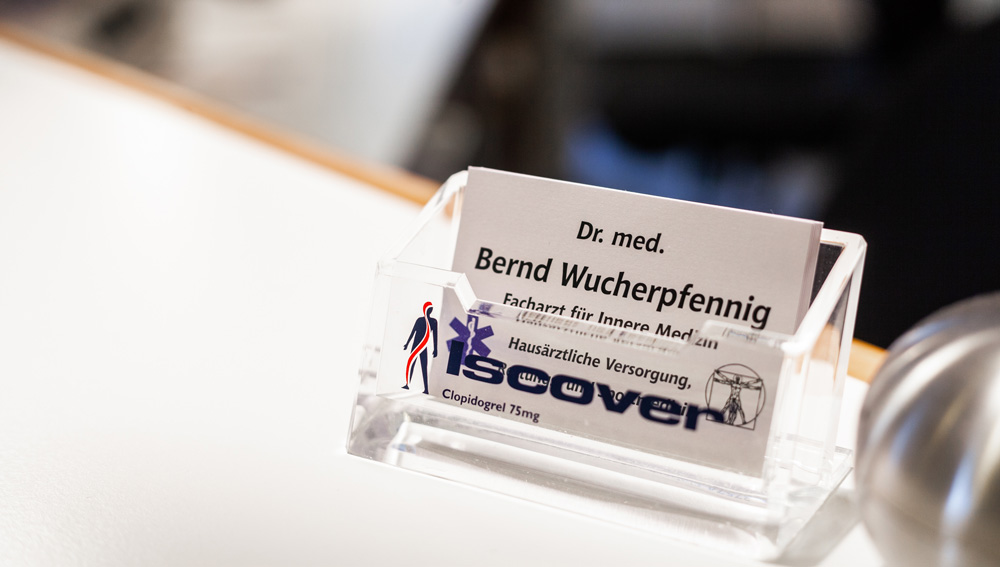 Dr. med.
Bernd Wucherpfennig
Facharzt für Innere Medizin
Hausärztliche Versorgung,
Iscover
Clopidogrel 75mg